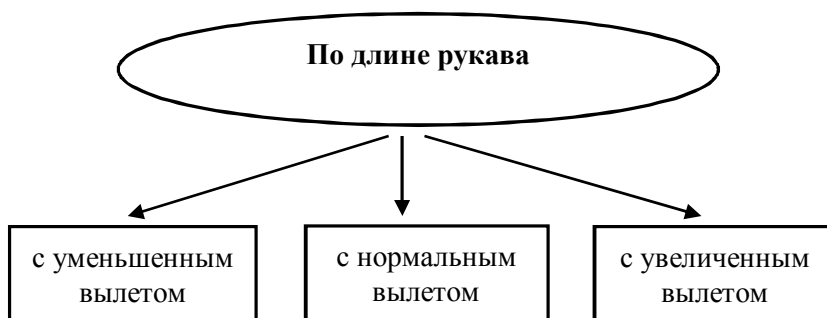 По длине рукава
с уменьшенным
вылетом
с нормальным
вылетом
с увеличенным
вылетом